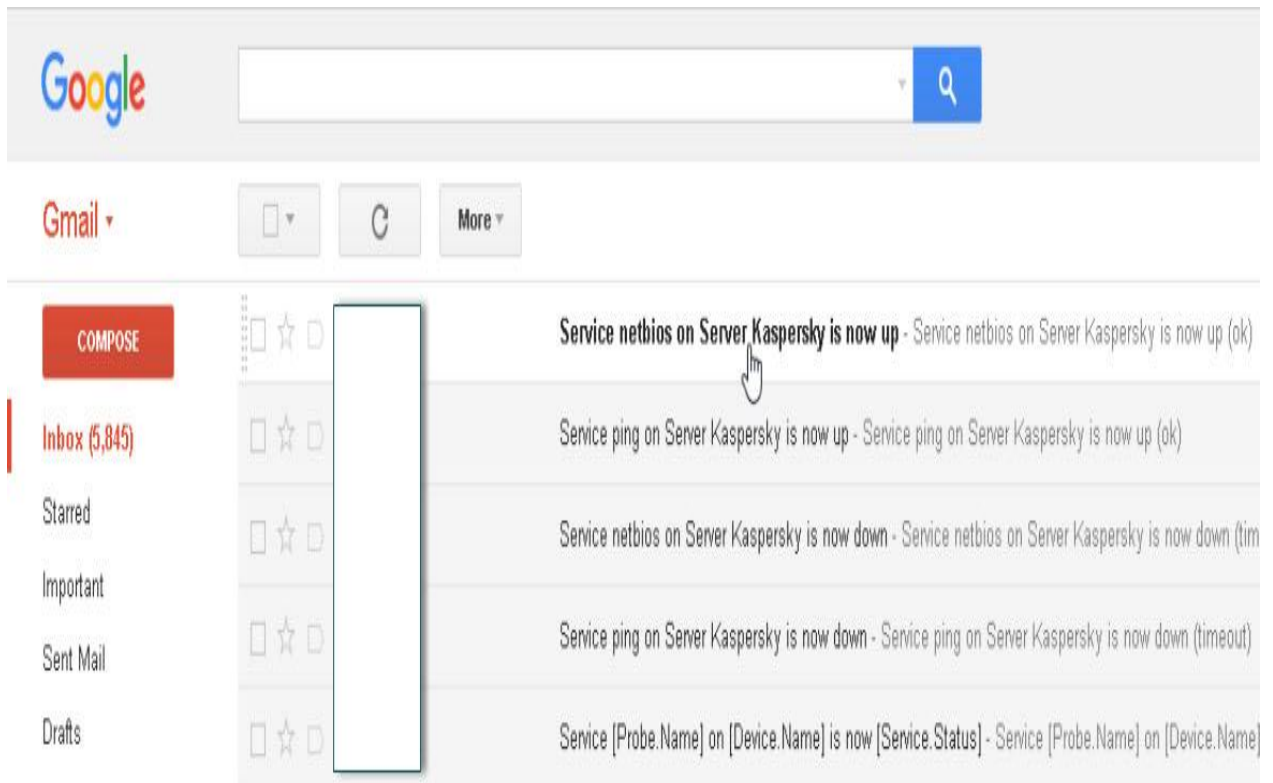 Google
Gmail
More
COMPOSE
Service netbios on Server Kaspersky is now up - Service netbios on Server Kaspersky is now up (ok)
Inbox (5,845)
Service ping on Server Kaspersky is now up - Service ping on Server Kaspersky is now up (ok)
Starred
Service netbios on Server Kaspersky is now down - Service netbios on Server Kaspersky is now down (tim
Important
Service ping on Server Kaspersky is now down - Service ping on Server Kaspersky is now down (timeout)
Sent Mail
Drafts
Service [Probe.Name] on [Device.Name] is now [Service.Status] - Service [Probe.Name] on [Device.Name]